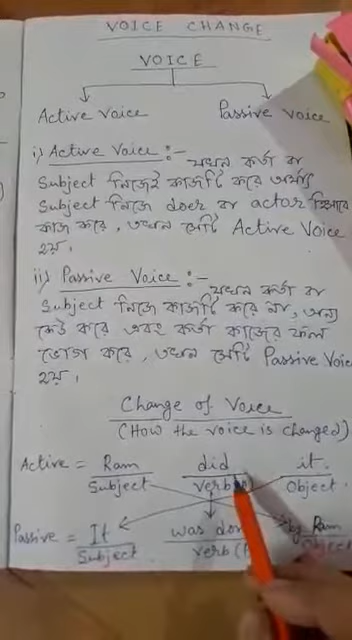 VOICE CHANGE
VOICE
Active Voice Passive Voice
i) Active Voice :- যখন কর্তা বা
Subject নিজেই কাজটি করে অর্থাৎ
Subject নিজে doer বা actor হিসাবে
কাজ করে, তখন সেটি Active Voice
হয়।
ii) Passive Voice :- যখন কর্তা বা
Subject নিজে কাজটি করে না, অন্য
কেউ করে এবং কর্তা কাজের ফল
ভোগ করে, তখন সেটি Passive Voice
হয়।
Change of Voice
(How the voice is changed)
Active = Ram did it.
Subject verb Object.
Passive = It was by Ram
Subject verb Object